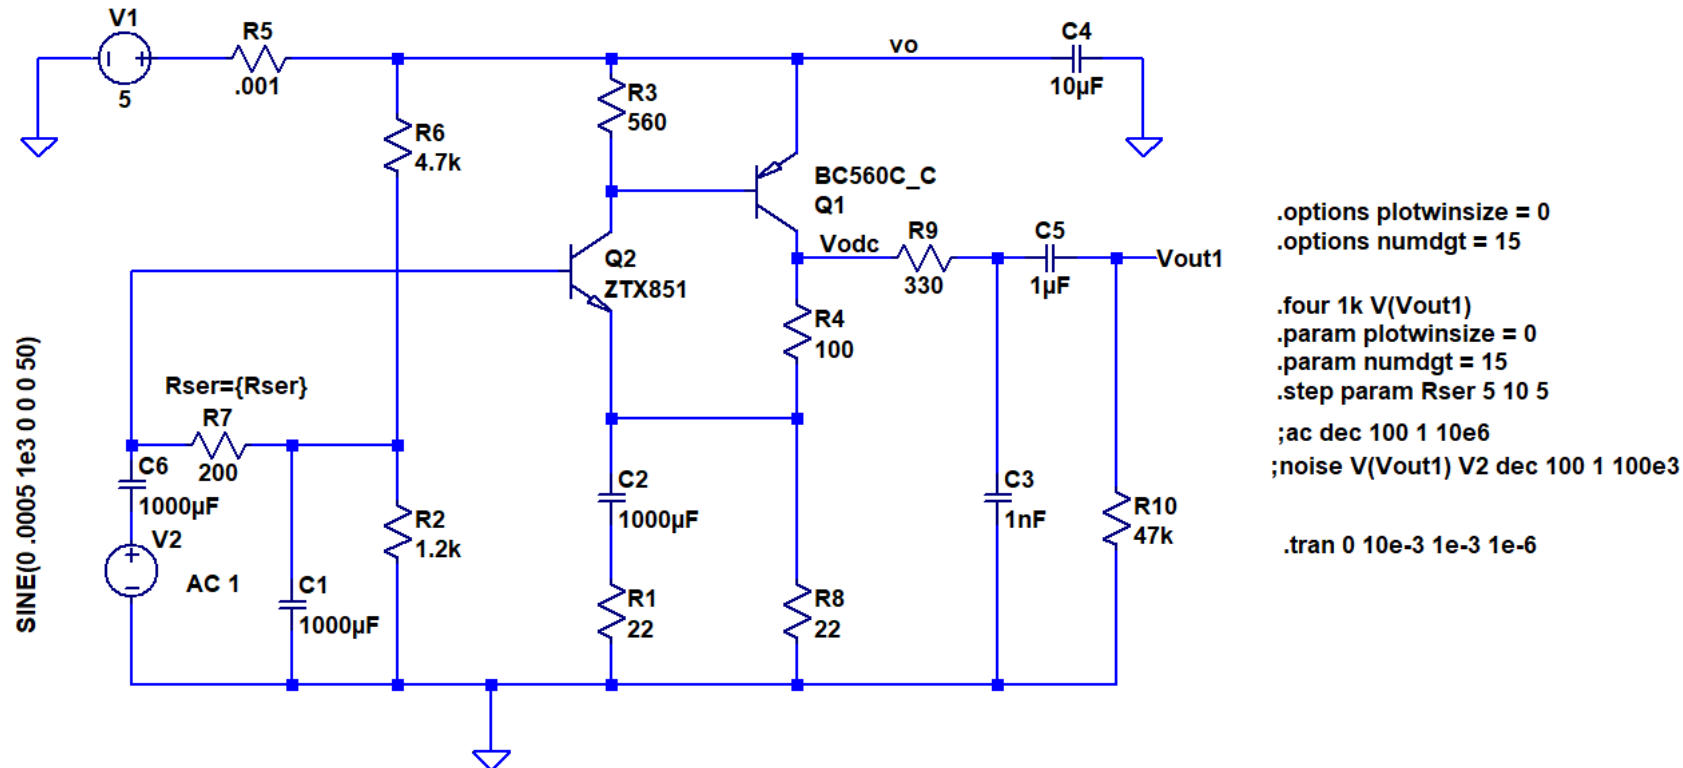 V1
5
R5
.001
R6
4.7k
R3
560
vo
C4
10µF
BC560C_C
Q1
Q2
ZTX851
Vodc
R9
330
C5
1µF
Vout1
R4
100
SINE(0 .0005 1e3 0 0 0 50)
Rser={Rser}
R7
200
C6
1000µF
V2
AC 1
C1
1000µF
R2
1.2k
C2
1000µF
R1
22
R8
22
C3
1nF
R10
47k
.options plotwinsize = 0
.options numdgt = 15
.four 1k V(Vout1)
.param plotwinsize = 0
.param numdgt = 15
.step param Rser 5 10 5
;ac dec 100 1 10e6
;noise V(Vout1) V2 dec 100 1 100e3
.tran 0 10e-3 1e-3 1e-6